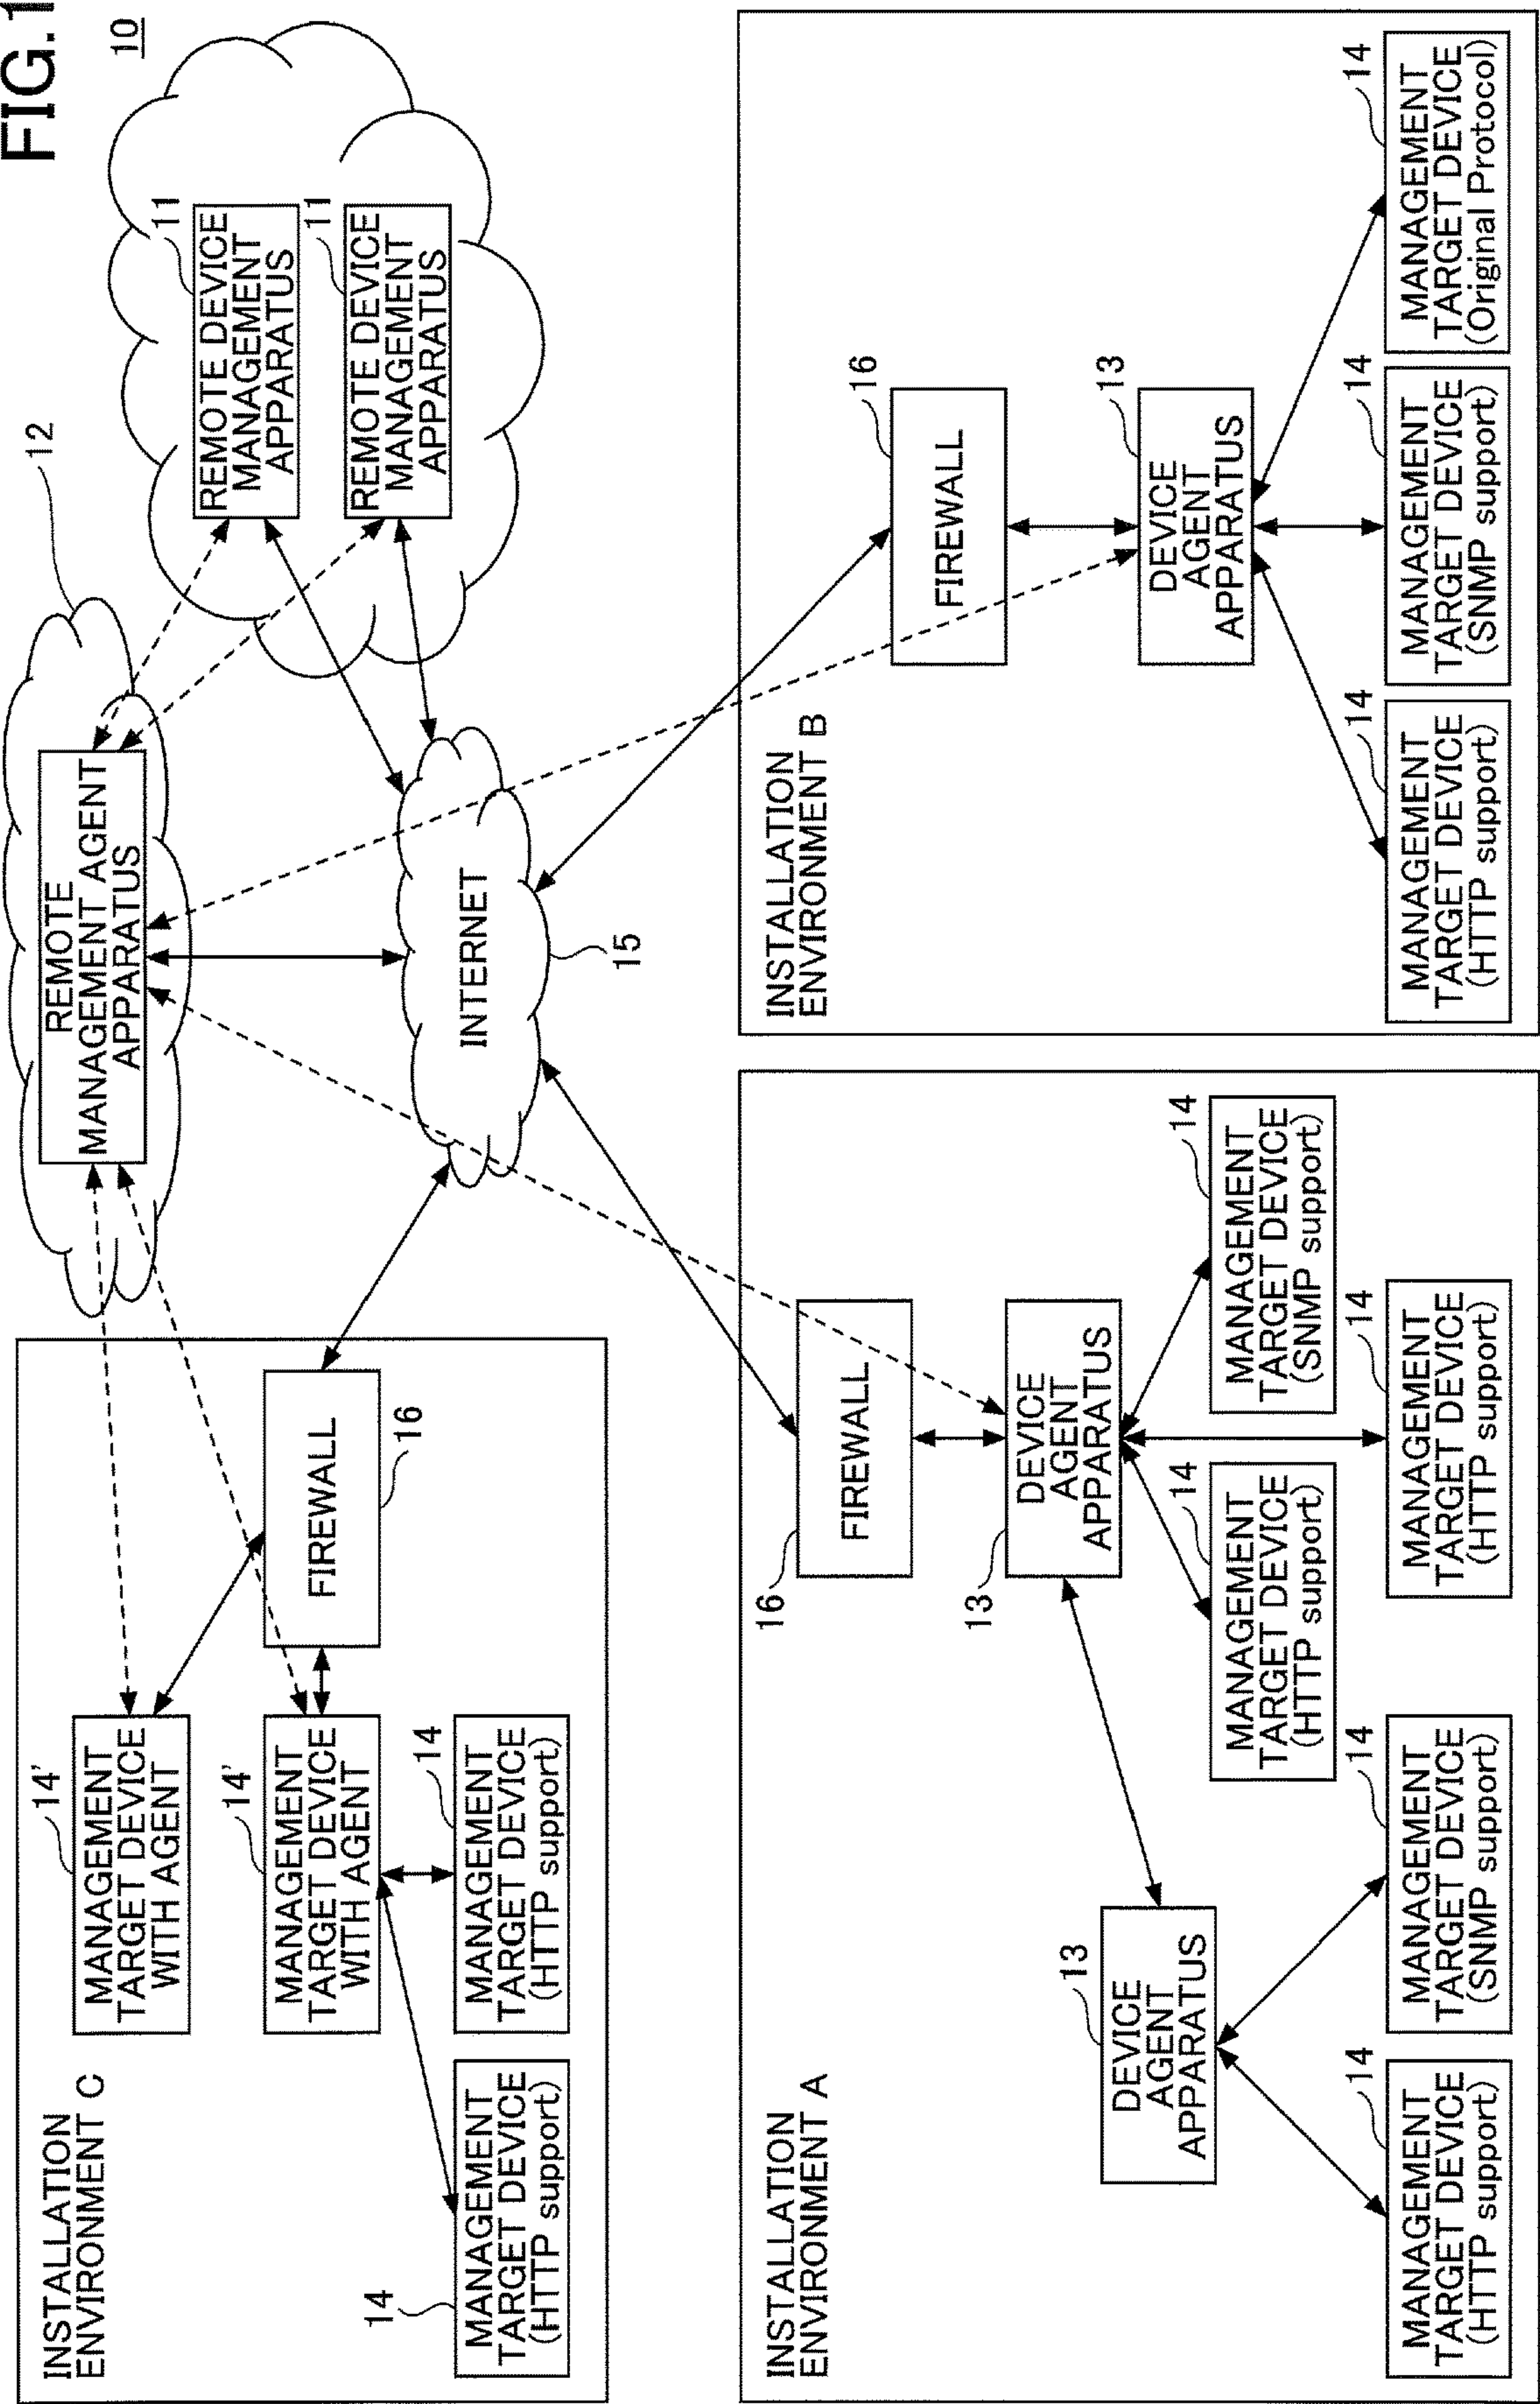 FIG.1
10
12
REMOTE
MANAGEMENT AGENT
APPARATUS
11
REMOTE DEVICE
MANAGEMENT
APPARATUS
11
REMOTE DEVICE
MANAGEMENT
APPARATUS
INTERNET
15
INSTALLATION
ENVIRONMENT C
14'
MANAGEMENT
TARGET DEVICE
WITH AGENT
14'
MANAGEMENT
TARGET DEVICE
WITH AGENT
FIREWALL
16
14
MANAGEMENT
TARGET DEVICE
(HTTP support)
14
MANAGEMENT
TARGET DEVICE
(HTTP support)
INSTALLATION
ENVIRONMENT A
16
FIREWALL
13
DEVICE
AGENT
APPARATUS
13
DEVICE
AGENT
APPARATUS
14
MANAGEMENT
TARGET DEVICE
(HTTP support)
14
MANAGEMENT
TARGET DEVICE
(SNMP support)
14
MANAGEMENT
TARGET DEVICE
(HTTP support)
14
MANAGEMENT
TARGET DEVICE
(SNMP support)
14
MANAGEMENT
TARGET DEVICE
(HTTP support)
INSTALLATION
ENVIRONMENT B
16
FIREWALL
13
DEVICE
AGENT
APPARATUS
14
MANAGEMENT
TARGET DEVICE
(HTTP support)
14
MANAGEMENT
TARGET DEVICE
(SNMP support)
14
MANAGEMENT
TARGET DEVICE
(Original Protocol)